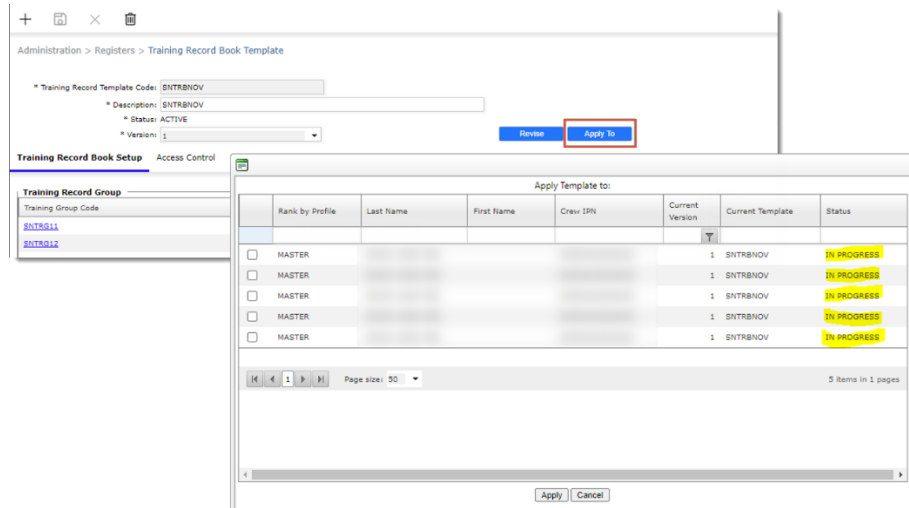 Administration > Registers > Training Record Book Template
* Training Record Template Code: SNTRBNOV
* Description: SNTRBNOV
* Status: ACTIVE
* Version: 1
Revise Apply To
Training Record Book Setup Access Control
Training Record Group
Training Group Code
SNTRG11
SNTRG12
Apply Template to:
Rank by Profile Last Name First Name Crew IPN Current Version Current Template Status
MASTER 1 SNTRBNOV IN PROGRESS
MASTER 1 SNTRBNOV IN PROGRESS
MASTER 1 SNTRBNOV IN PROGRESS
MASTER 1 SNTRBNOV IN PROGRESS
MASTER 1 SNTRBNOV IN PROGRESS
1 Page size: 50 5 items in 1 pages
Apply Cancel